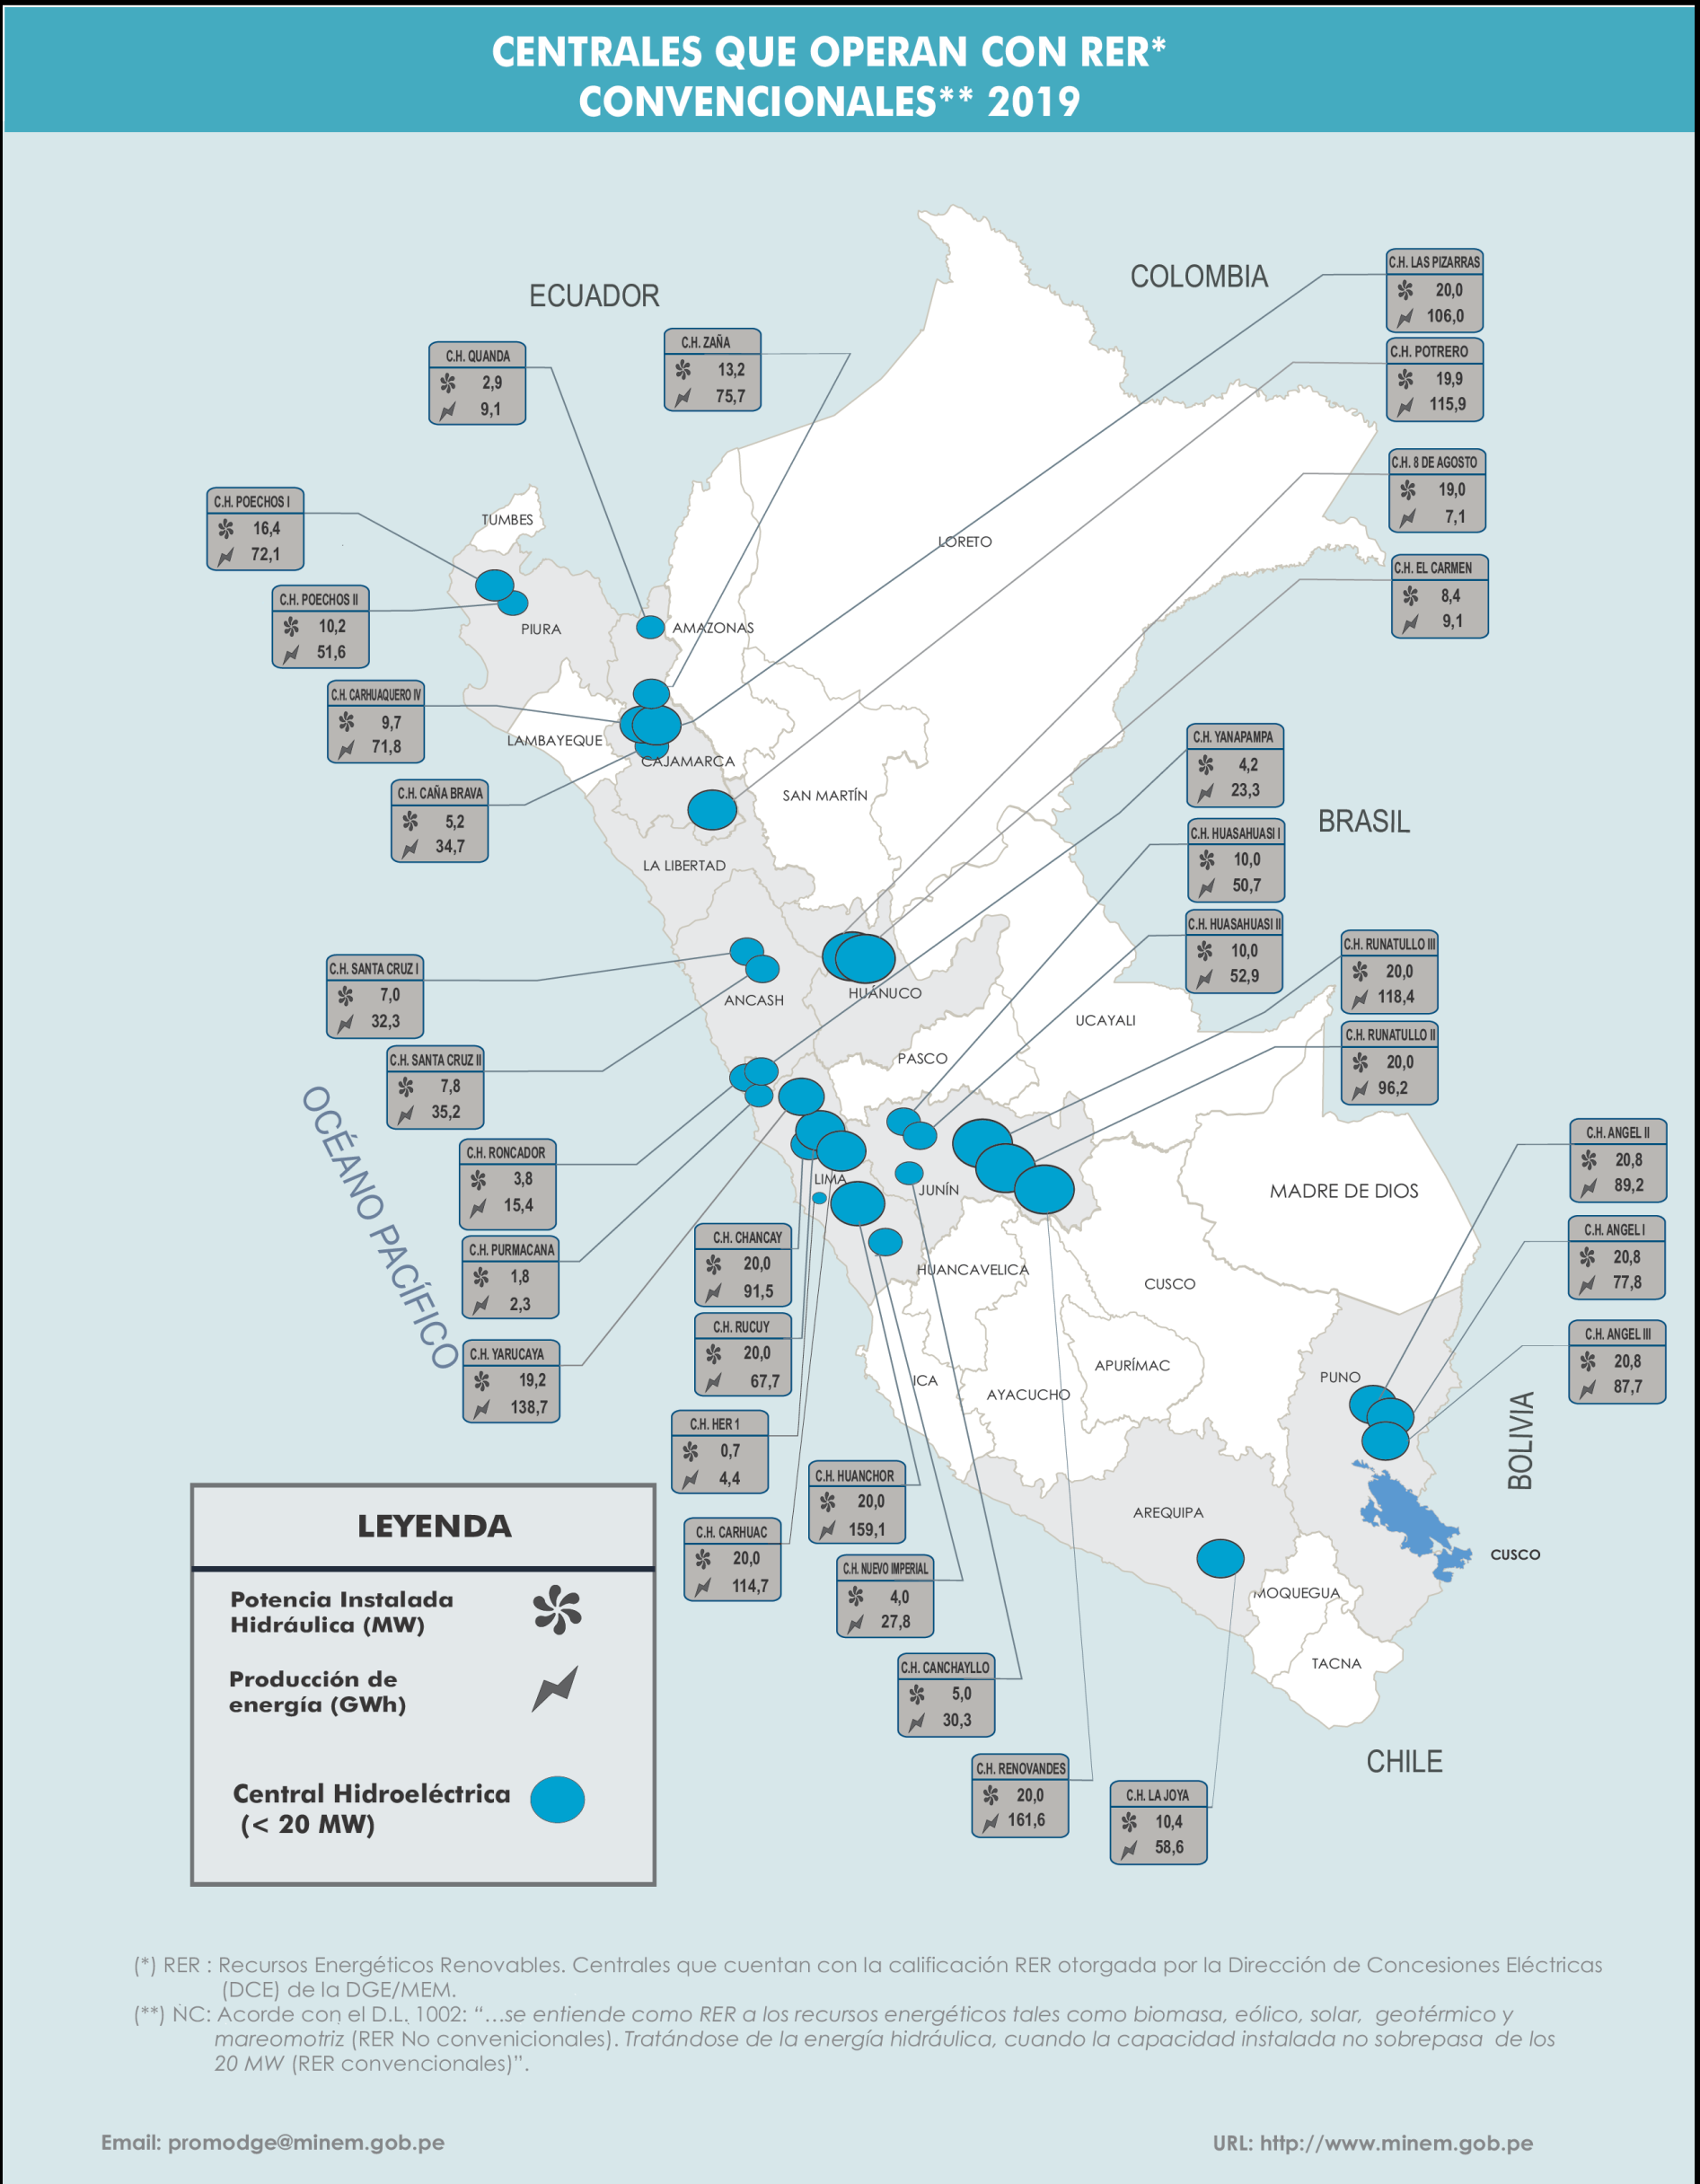 CENTRALES QUE OPERAN CON RER*
CONVENCIONALES** 2019
ECUADOR
COLOMBIA
C.H. LAS PIZARRAS
20,0
106,0
C.H. POTRERO
19,9
115,9
C.H. 8 DE AGOSTO
19,0
7,1
C.H. EL CARMEN
8,4
9,1
C.H. QUANDA
2,9
9,1
C.H. ZAÑA
13,2
75,7
C.H. POECHOS I
16,4
72,1
C.H. POECHOS II
10,2
51,6
C.H. CARHUAQUERO IV
9,7
71,8
C.H. CAÑA BRAVA
5,2
34,7
TUMBES
PIURA
AMAZONAS
LORETO
LAMBAYEQUE
CAJAMARCA
SAN MARTÍN
LA LIBERTAD
C.H. YANAPAMPA
4,2
23,3
BRASIL
C.H. HUASAHUASI I
10,0
50,7
C.H. HUASAHUASI II
10,0
52,9
C.H. RUNATULLO III
20,0
118,4
C.H. RUNATULLO II
20,0
96,2
C.H. SANTA CRUZ I
7,0
32,3
C.H. SANTA CRUZ II
7,8
35,2
ANCASH
HUÁNUCO
UCAYALI
PASCO
OCÉANO PACÍFICO
C.H. RONCADOR
3,8
15,4
C.H. PURMACANA
1,8
2,3
C.H. YARUCAYA
19,2
138,7
LIMA
JUNÍN
MADRE DE DIOS
C.H. ANGEL II
20,8
89,2
C.H. ANGEL I
20,8
77,8
C.H. ANGEL III
20,8
87,7
C.H. CHANCAY
20,0
91,5
C.H. RUCUY
20,0
67,7
C.H. HER 1
0,7
4,4
C.H. CARHUAC
20,0
114,7
HUANCAVELICA
CUSCO
ICA
AYACUCHO
APURÍMAC
PUNO
BOLIVIA
C.H. HUANCHOR
20,0
159,1
C.H. NUEVO IMPERIAL
4,0
27,8
C.H. CANCHAYLLO
5,0
30,3
C.H. RENOVANDES
20,0
161,6
C.H. LA JOYA
10,4
58,6
AREQUIPA
CUSCO
MOQUEGUA
TACNA
CHILE
LEYENDA
Potencia Instalada
Hidráulica (MW)
Producción de
energía (GWh)
Central Hidroeléctrica
(< 20 MW)
(*) RER : Recursos Energéticos Renovables. Centrales que cuentan con la calificación RER otorgada por la Dirección de Concesiones Eléctricas
(DCE) de la DGE/MEM.
(**) NC: Acorde con el D.L. 1002: “...se entiende como RER a los recursos energéticos tales como biomasa, eólico, solar, geotérmico y
mareomotriz (RER No convenicionales). Tratándose de la energía hidráulica, cuando la capacidad instalada no sobrepasa de los
20 MW (RER convencionales)”.
Email: promodge@minem.gob.pe
URL: http://www.minem.gob.pe